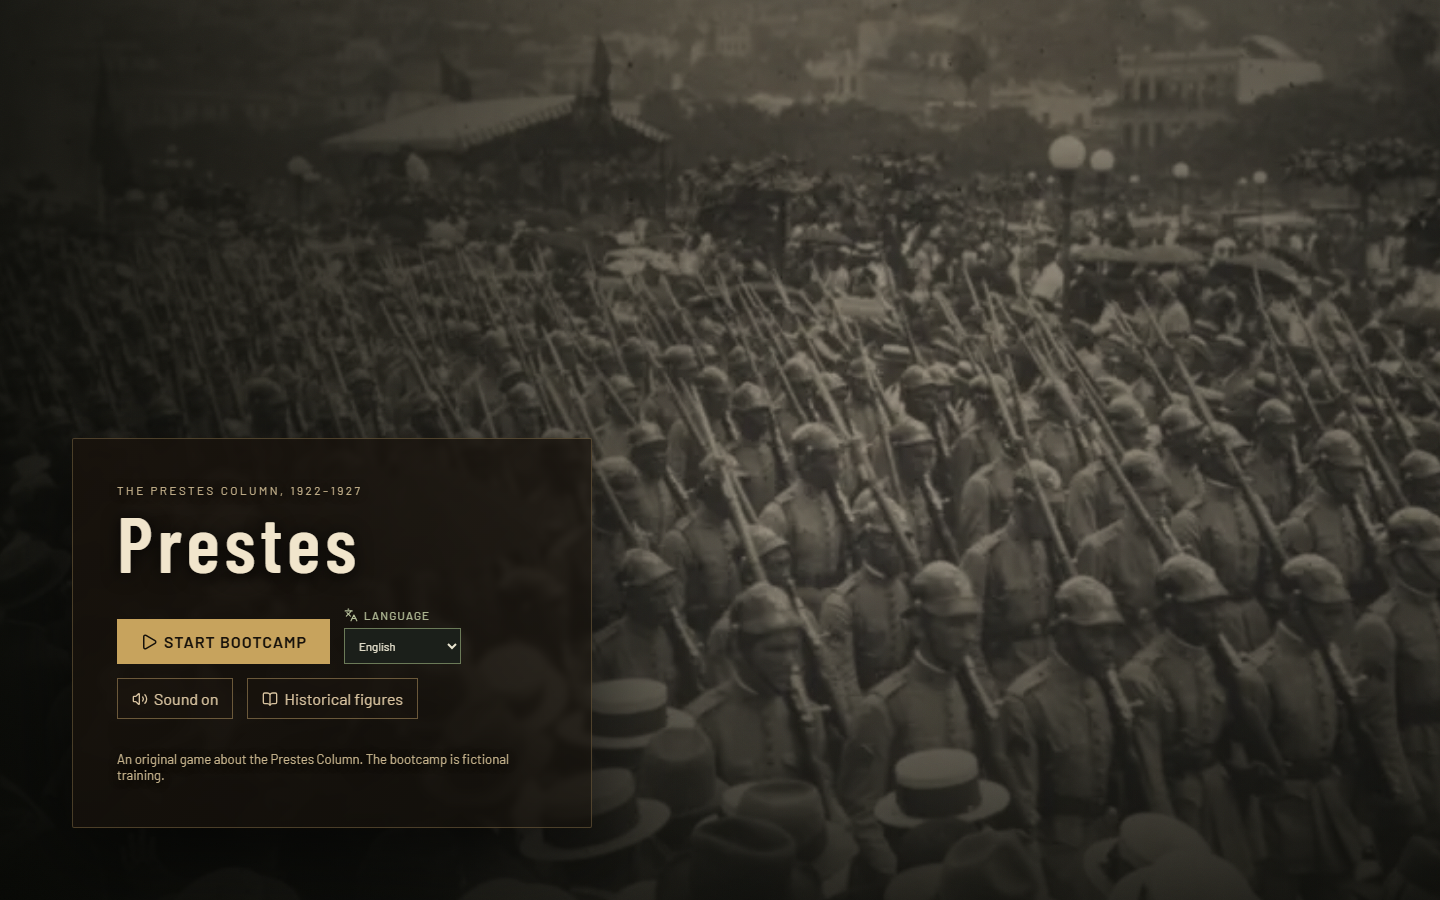 THE PRESTES COLUMN, 1922–1927
Prestes
LANGUAGE
START BOOTCAMP
English
Sound on
Historical figures
An original game about the Prestes Column. The bootcamp is fictional
training.